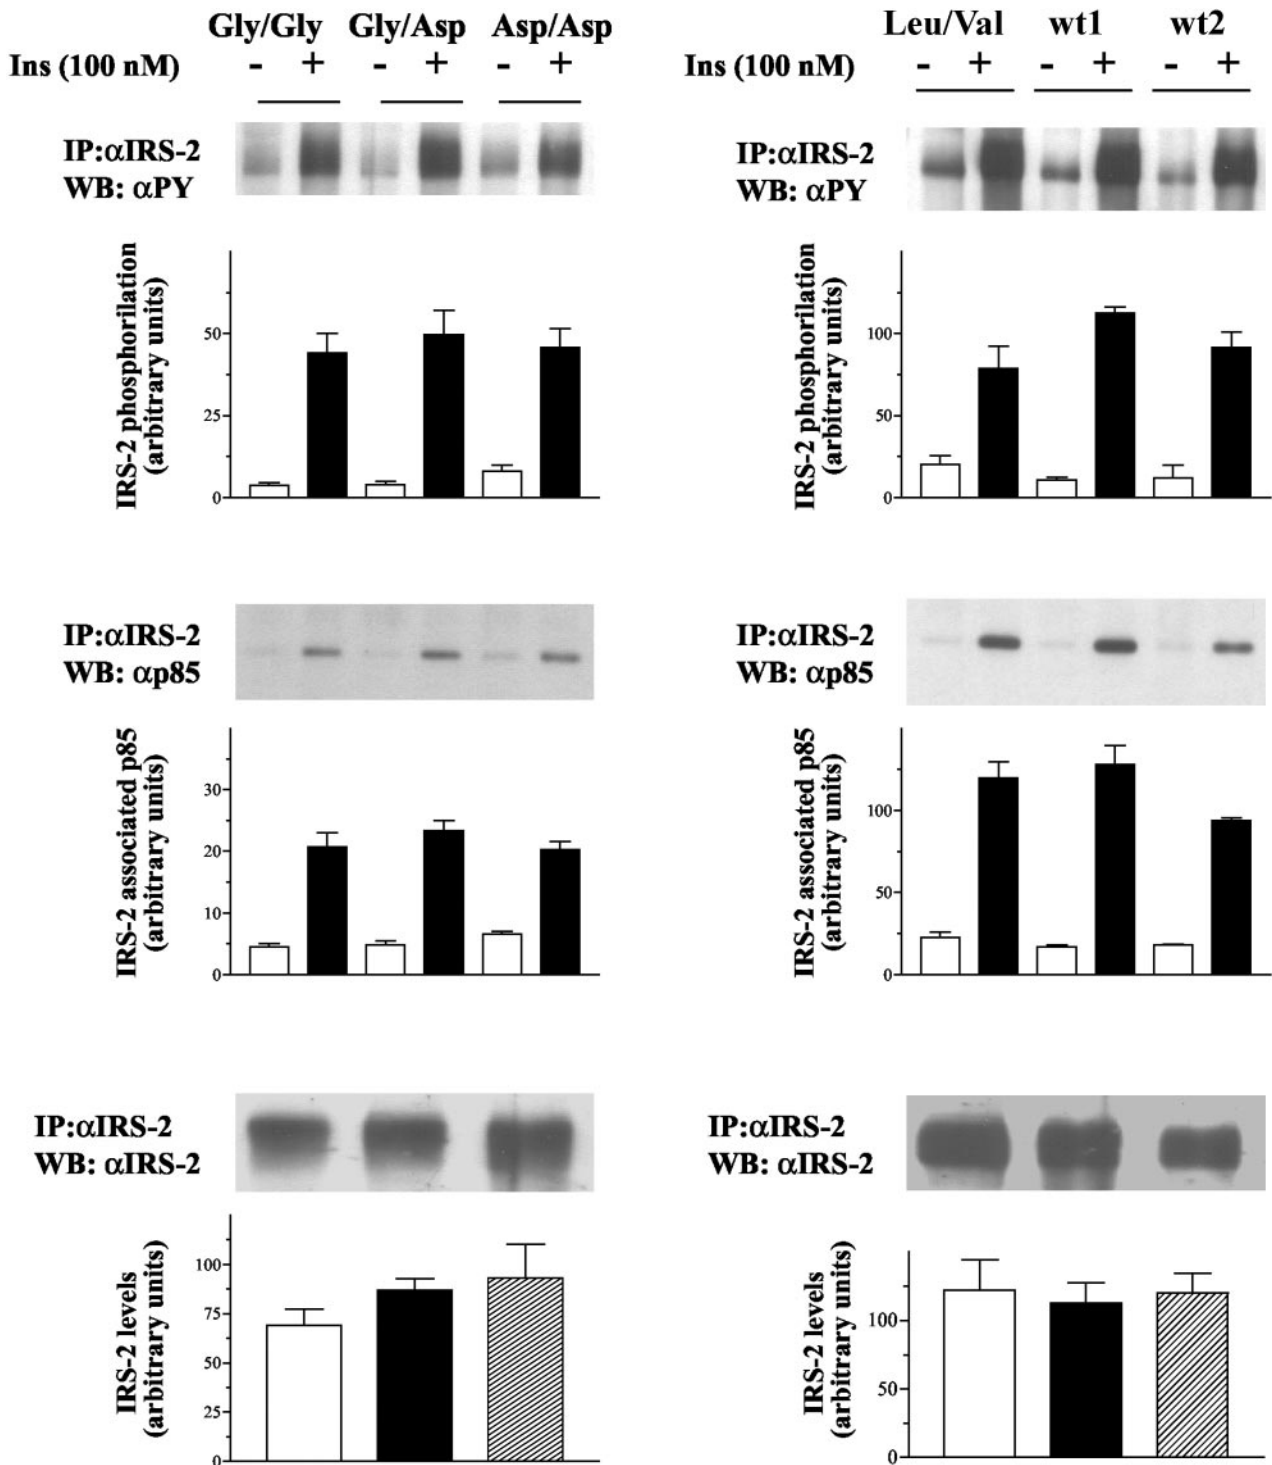 Gly/Gly Gly/Asp Asp/Asp
Ins (100 nM) - + - + - +
IP:αIRS-2
WB: αPY
IRS-2 phosphorilation
(arbitrary units)
50
25
0
IP:αIRS-2
WB: αp85
IRS-2 associated p85
(arbitrary units)
30
20
10
0
IP:αIRS-2
WB: αIRS-2
IRS-2 levels
(arbitrary units)
100
75
50
25
0
Leu/Val wt1 wt2
Ins (100 nM) - + - + - +
IP:αIRS-2
WB: αPY
IRS-2 phosphorilation
(arbitrary units)
100
50
0
IP:αIRS-2
WB: αp85
IRS-2 associated p85
(arbitrary units)
100
50
0
IP:αIRS-2
WB: αIRS-2
IRS-2 levels
(arbitrary units)
100
50
0